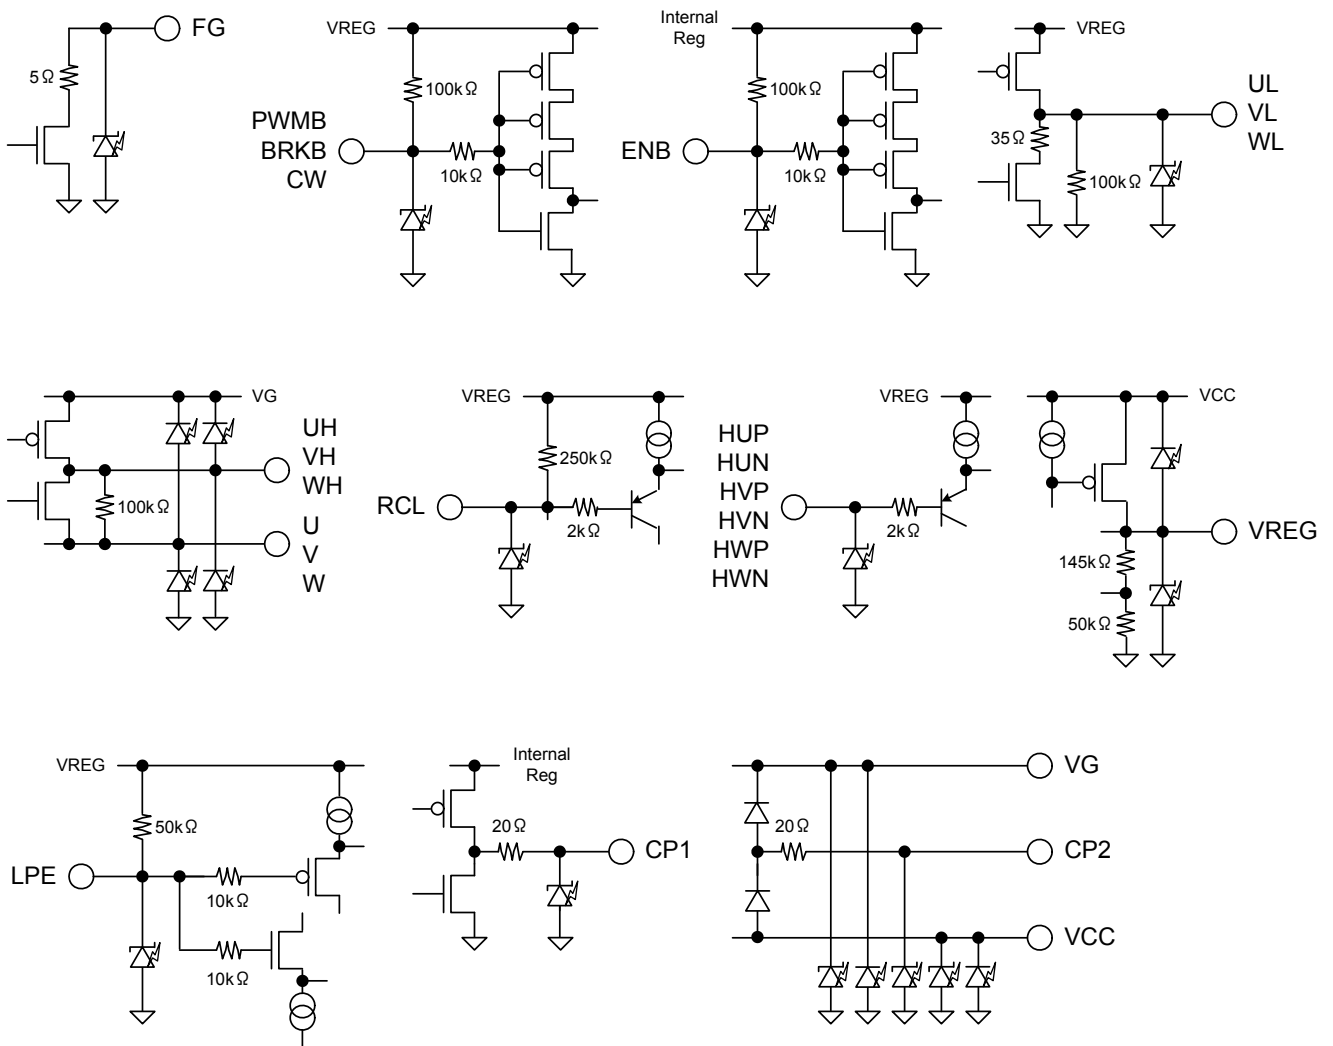 FG
5Ω
VREG
100kΩ
PWMB
BRKB
CW
10kΩ
Internal
Reg
100kΩ
ENB
10kΩ
VREG
UL
VL
WL
35Ω
100kΩ
VG
UH
VH
WH
100kΩ
U
V
W
VREG
250kΩ
RCL
2kΩ
VREG
HUP
HUN
HVP
HVN
HWP
HWN
2kΩ
VCC
VREG
145kΩ
50kΩ
VREG
50kΩ
LPE
10kΩ
10kΩ
Internal
Reg
20Ω
CP1
VG
20Ω
CP2
VCC